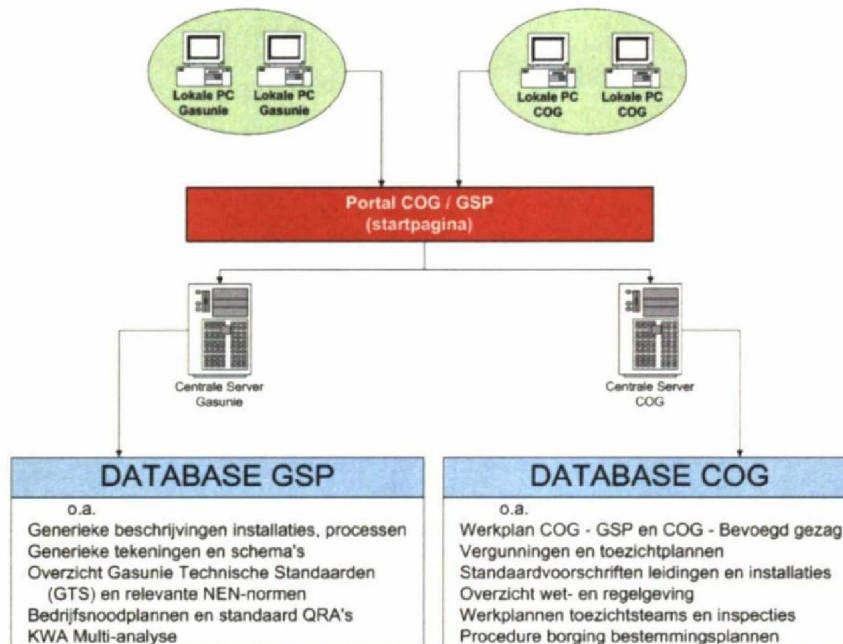 Lokale PC Gasunie
Lokale PC Gasunie
Lokale PC COG
Lokale PC COG
Portal COG / GSP
(startpagina)
Centrale Server
Gasunie
Centrale Server
COG
DATABASE GSP
o.a.
Generieke beschrijvingen installaties, processen
Generieke tekeningen en schema's
Overzicht Gasunie Technische Standaarden
(GTS) en relevante NEN-normen
Bedrijfsnoodplannen en standaard QRA's
KWA Multi-analyse
DATABASE COG
o.a.
Werkplan COG - GSP en COG - Bevoegd gezag
Vergunningen en toezichtplannen
Standaardvoorschriften leidingen en installaties
Overzicht wet- en regelgeving
Werkplannen toezichtsteams en inspecties
Procedure borging bestemmingsplannen